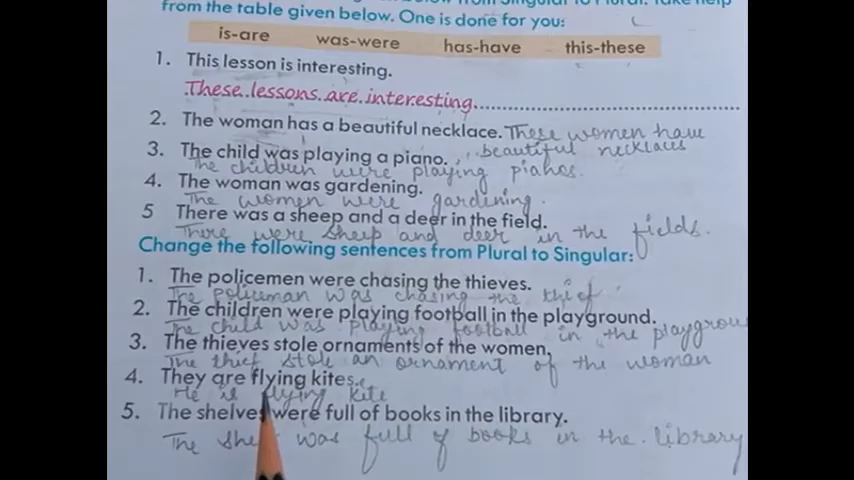 from the table given below. One is done for you:
is-are was-were has-have this-these
1. This lesson is interesting.
These lessons are interesting
2. The woman has a beautiful necklace. These women have
beautiful necklaces
3. The child was playing a piano.
The children were playing pianos.
4. The woman was gardening.
The women were gardening.
5 There was a sheep and a deer in the field.
There were sheep and deer in the fields.
Change the following sentences from Plural to Singular:
1. The policemen were chasing the thieves.
The policeman was chasing the thief
2. The children were playing football in the playground.
The child was playing football in the playgroun
3. The thieves stole ornaments of the women.
The thief stole an ornament of the woman
4. They are flying kites.
He is flying kite
5. The shelves were full of books in the library.
The was full of books in the library